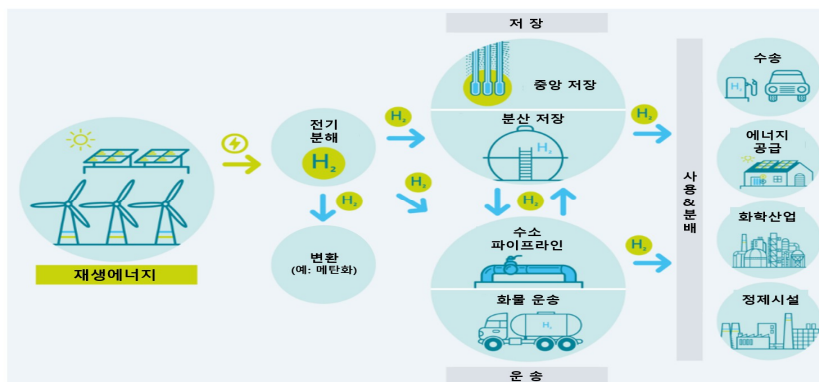 저 장
중앙 저장
분산 저장
H₂
재생에너지
전기
분해
H₂
H₂
H₂
H₂
변환
(예: 메탄화)
H₂
H₂
수소
파이프라인
화물 운송
H₂
운 송
H₂
사용&분배
수송
H₂
에너지
공급
화학산업
정제시설